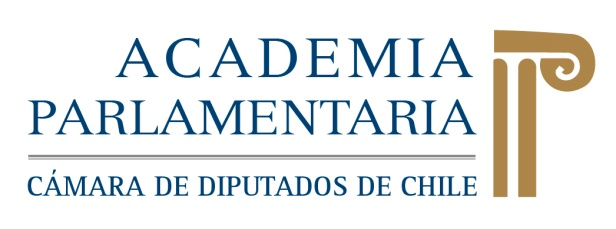 ACADEMIA
PARLAMENTARIA
CÁMARA DE DIPUTADOS DE CHILE